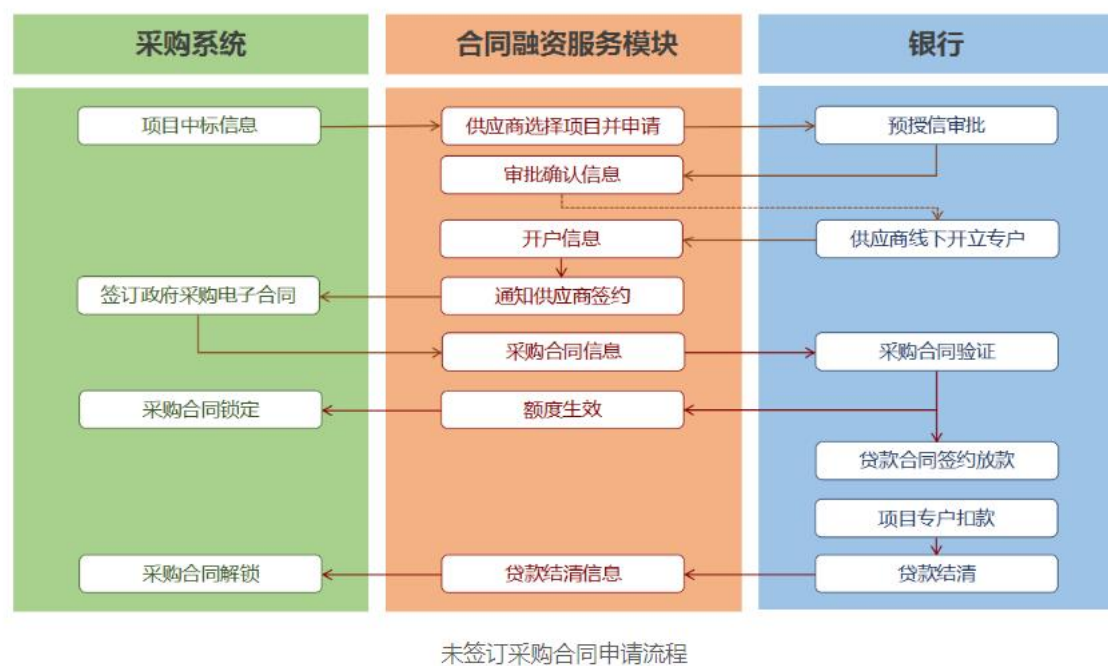 采购系统
合同融资服务模块
银行
项目中标信息
供应商选择项目并申请
预授信审批
审批确认信息
开户信息
供应商线下开立专户
签订政府采购电子合同
通知供应商签约
采购合同信息
采购合同验证
采购合同锁定
额度生效
贷款合同签约放款
项目专户扣款
采购合同解锁
贷款结清信息
贷款结清
未签订采购合同申请流程